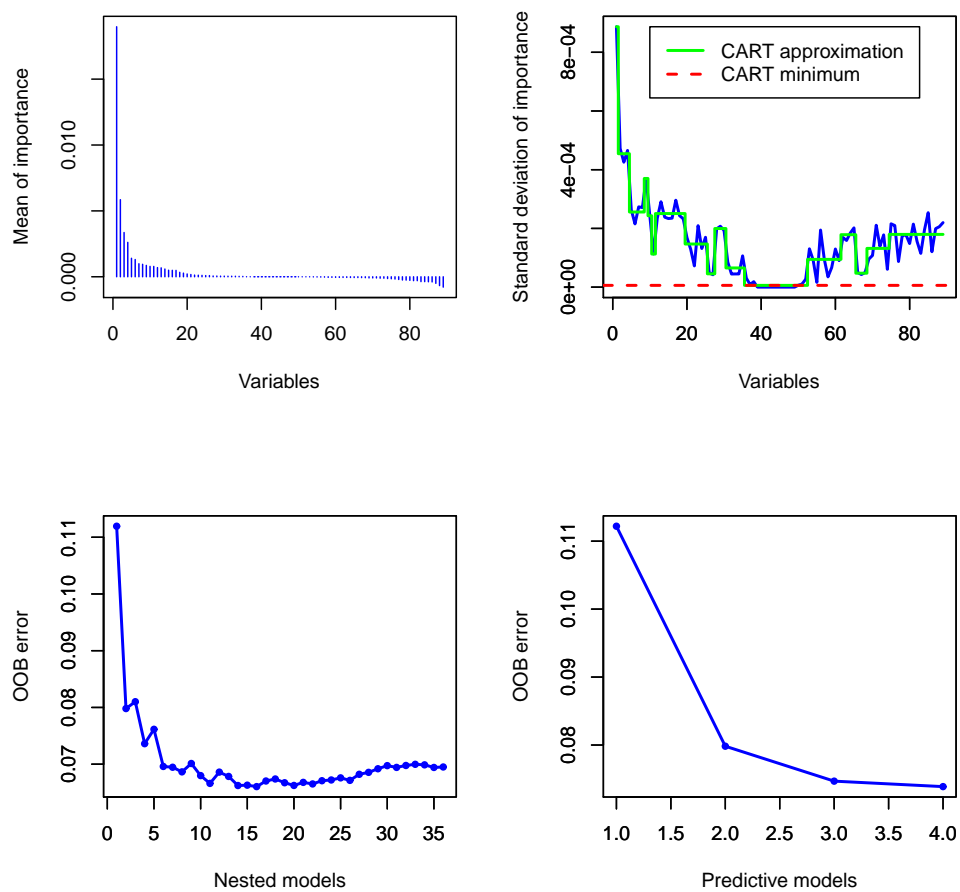 Mean of importance
0.000
0.010
0
20
40
60
80
Variables
Standard deviation of importance
0e+00
4e-04
8e-04
CART approximation
CART minimum
0
20
40
60
80
Variables
OOB error
0.07
0.08
0.09
0.10
0.11
0
5
10
15
20
25
30
35
Nested models
OOB error
0.08
0.09
0.10
0.11
1.0
1.5
2.0
2.5
3.0
3.5
4.0
Predictive models